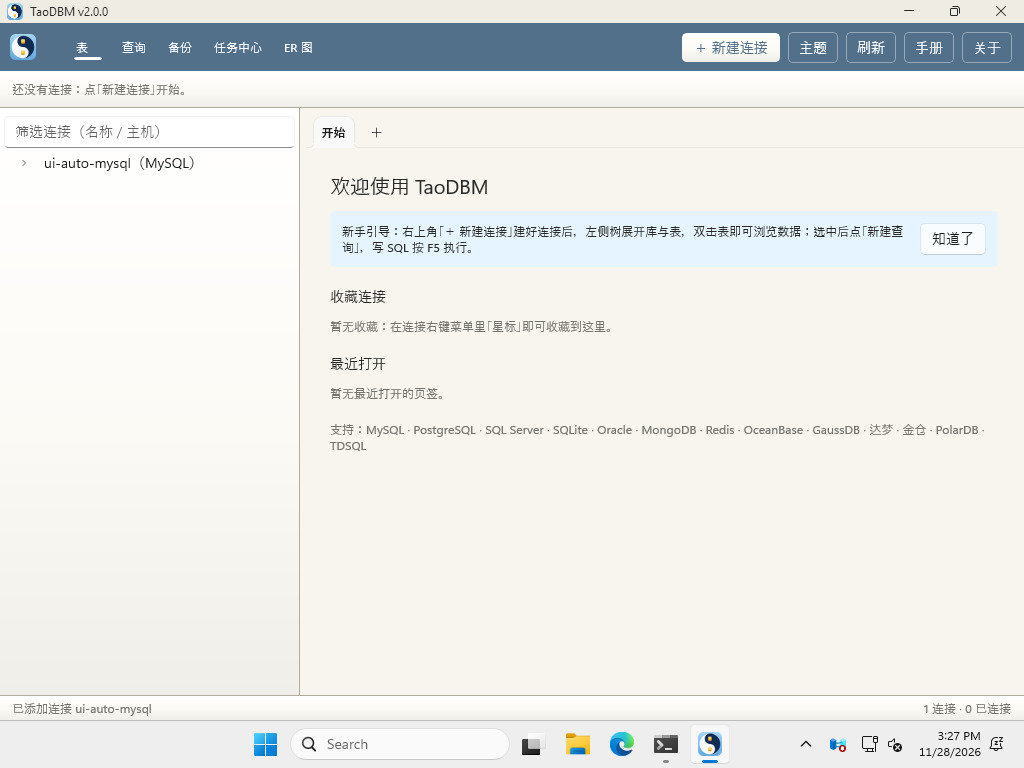 TaoDBM v2.0.0
表 查询 备份 任务中心 ER 图 ＋ 新建连接 主题 刷新 手册 关于
还没有连接：点「新建连接」开始。
筛选连接（名称 / 主机）
ui-auto-mysql（MySQL）
开始
欢迎使用 TaoDBM
新手引导：右上角「＋ 新建连接」建好连接后，左侧树展开库与表，双击表即可浏览数据；选中后点「新建查
询」，写 SQL 按 F5 执行。
知道了
收藏连接
暂无收藏：在连接右键菜单里「星标」即可收藏到这里。
最近打开
暂无最近打开的页签。
支持：MySQL · PostgreSQL · SQL Server · SQLite · Oracle · MongoDB · Redis · OceanBase · GaussDB · 达梦 · 金仓 · PolarDB ·
TDSQL
已添加连接 ui-auto-mysql
1 连接 · 0 已连接
Search
3:27 PM
11/28/2026